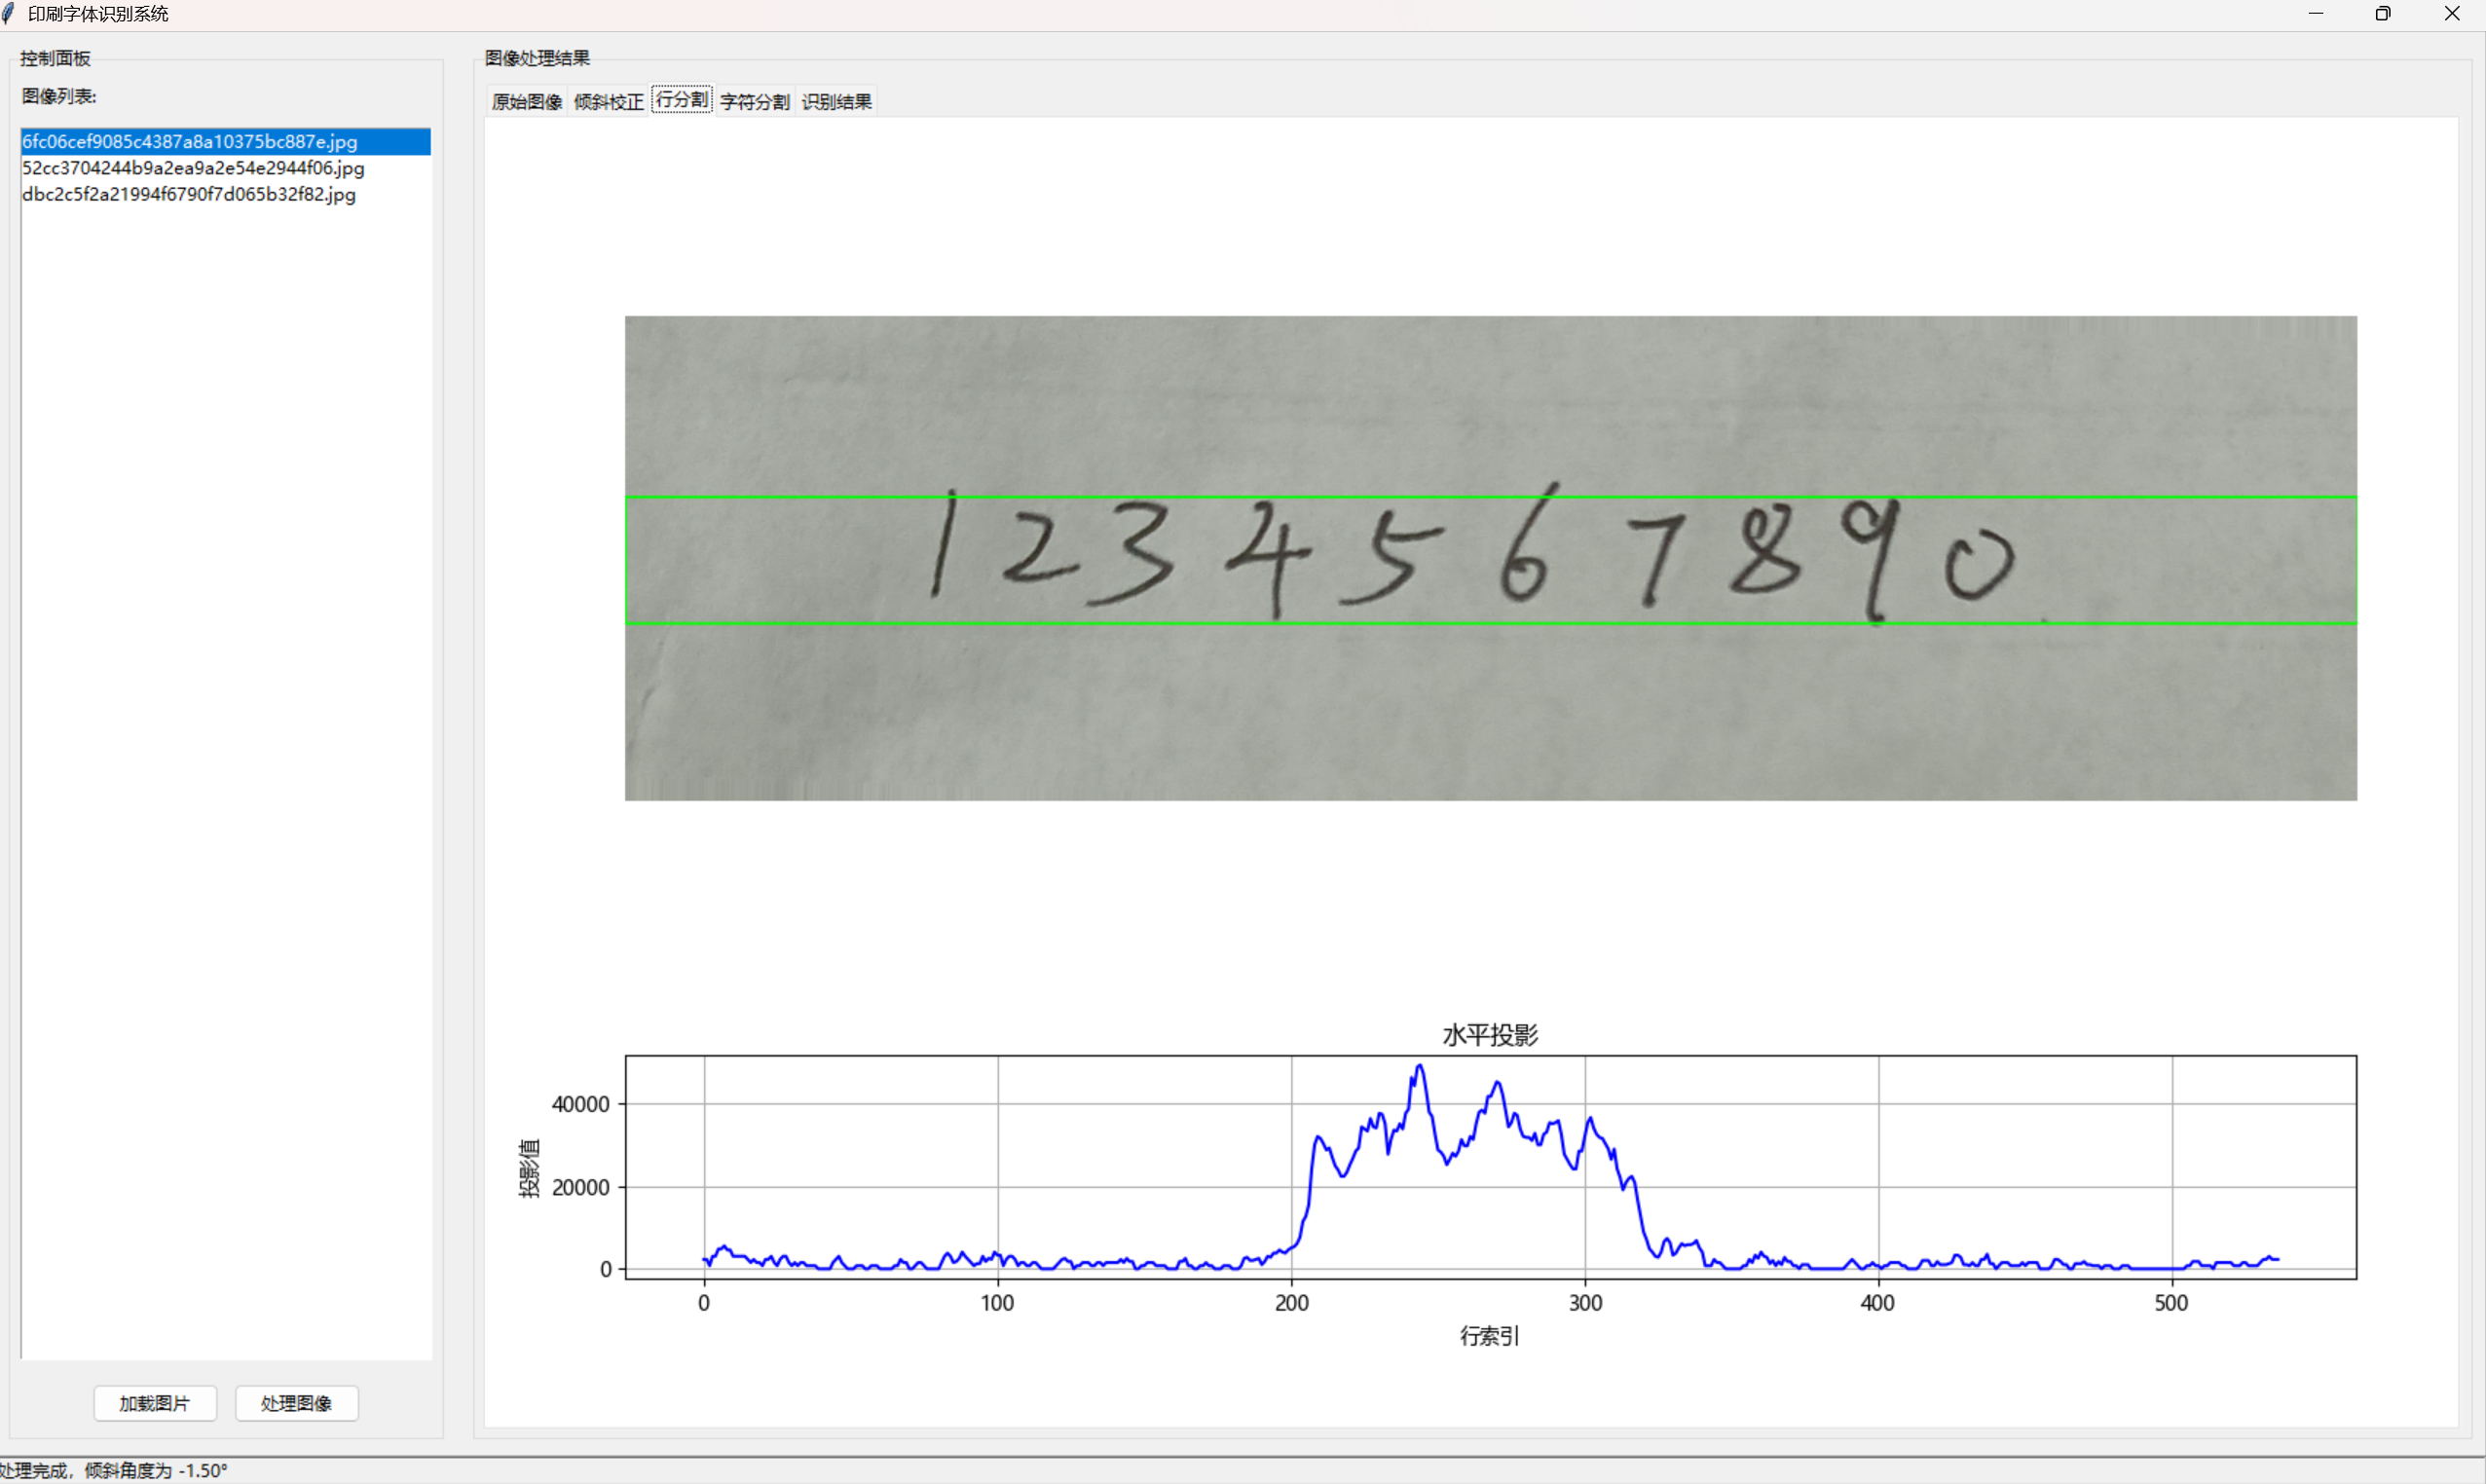 印刷字体识别系统
控制面板
图像列表:
6fc06cef9085c4387a8a10375bc887e.jpg
52cc3704244b9a2ea9a2e54e2944f06.jpg
dbc2c5f2a21994f6790f7d065b32f82.jpg
加载图片 处理图像
图像处理结果
原始图像 倾斜校正 行分割 字符分割 识别结果
1 2 3 4 5 6 7 8 9 0
水平投影
投影值
40000
20000
0
0 100 200 300 400 500
行索引
处理完成，倾斜角度为 -1.50°